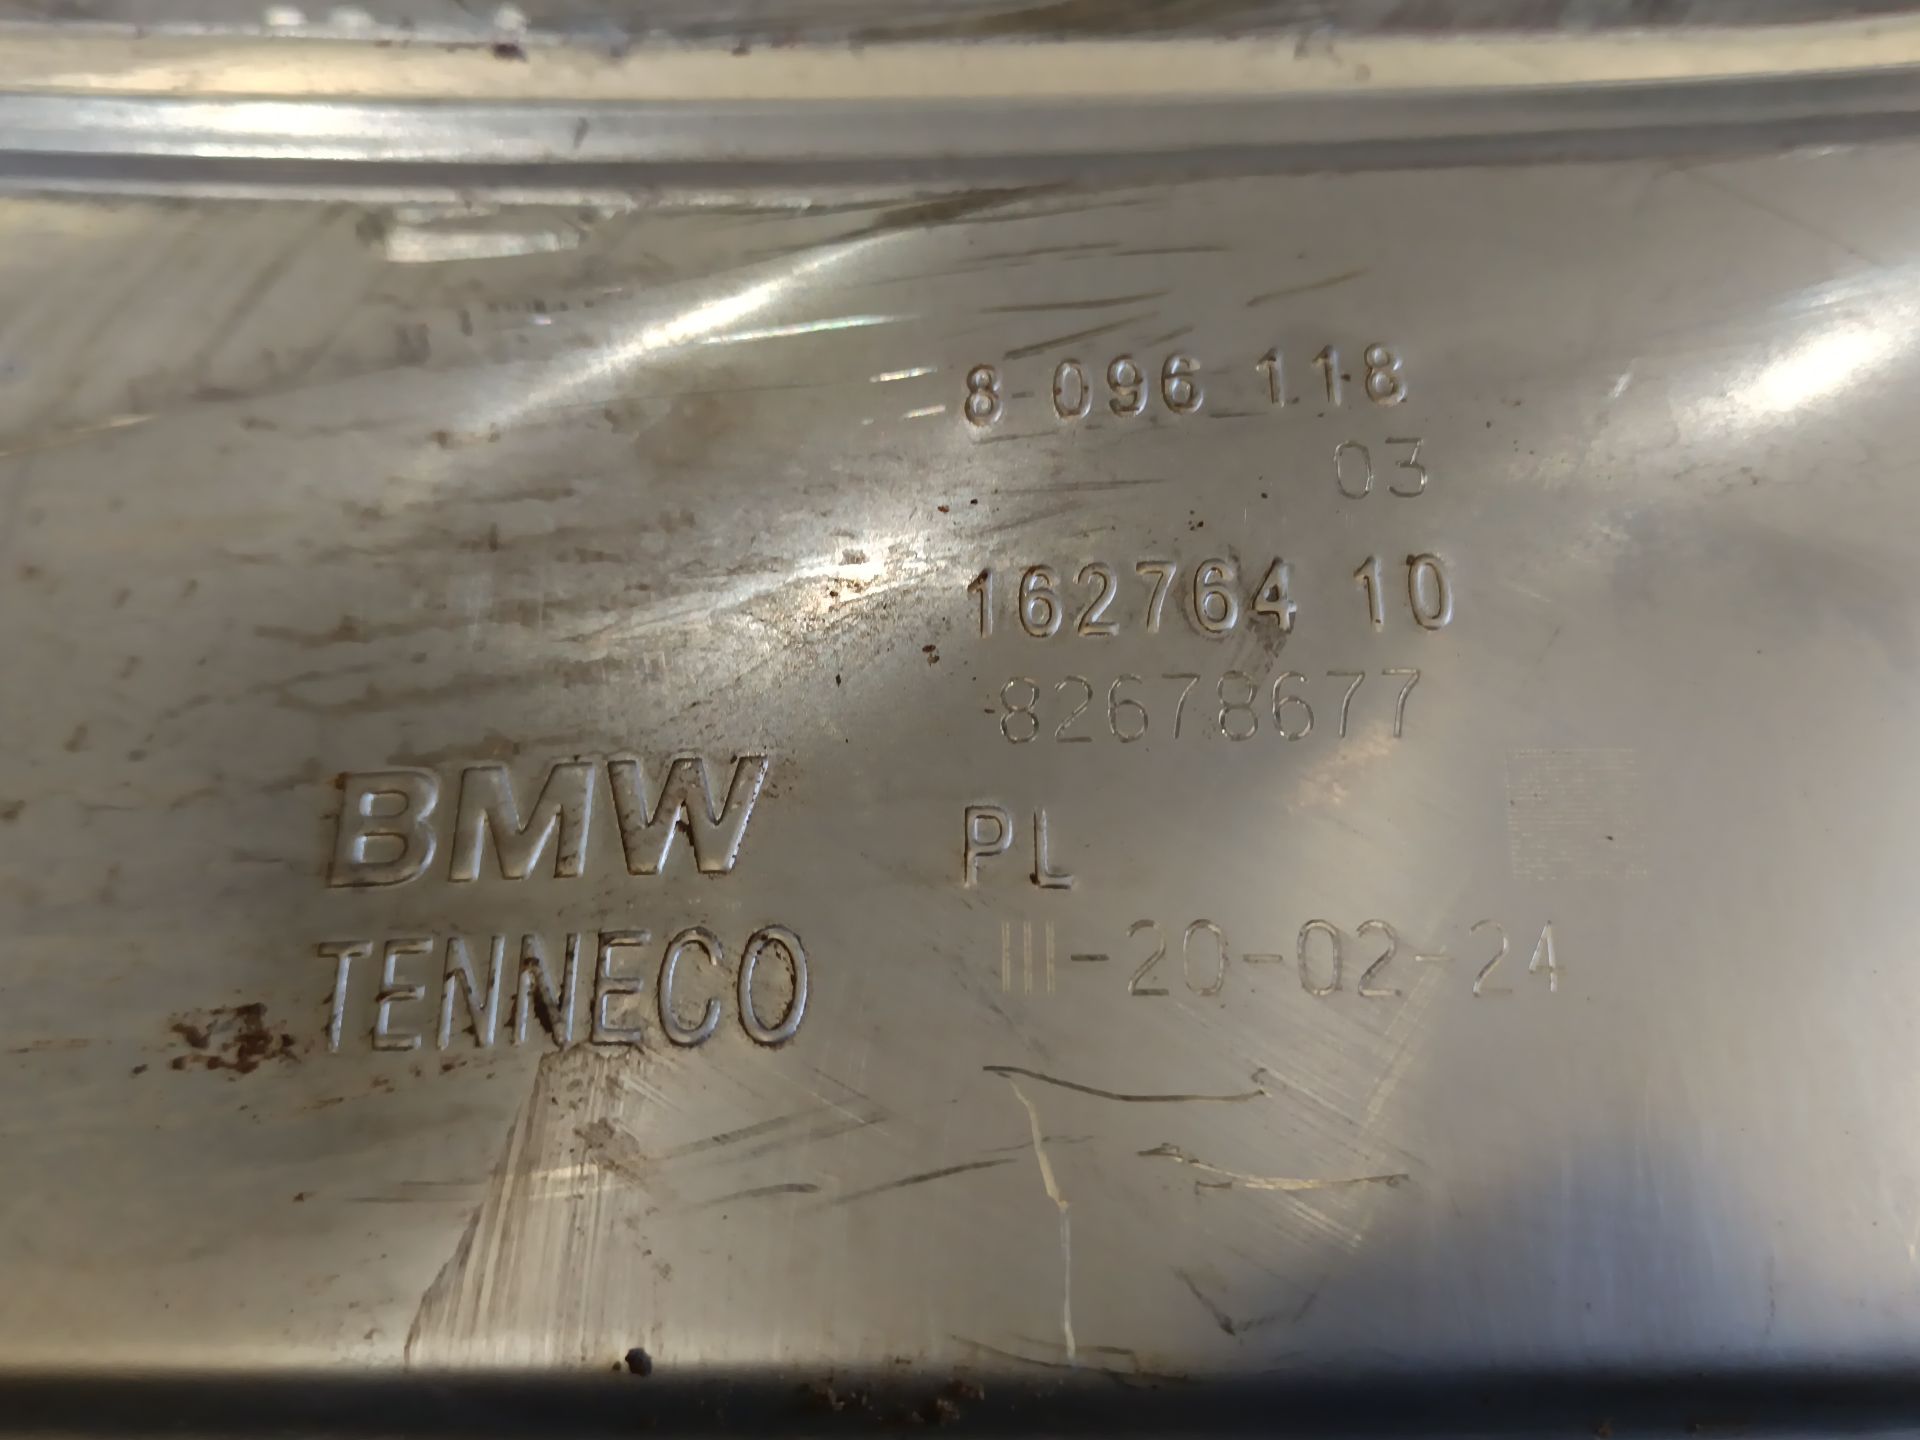 8 096 118
03
162764 10
82678677
BMW
PL
TENNECO
III-20-02-24